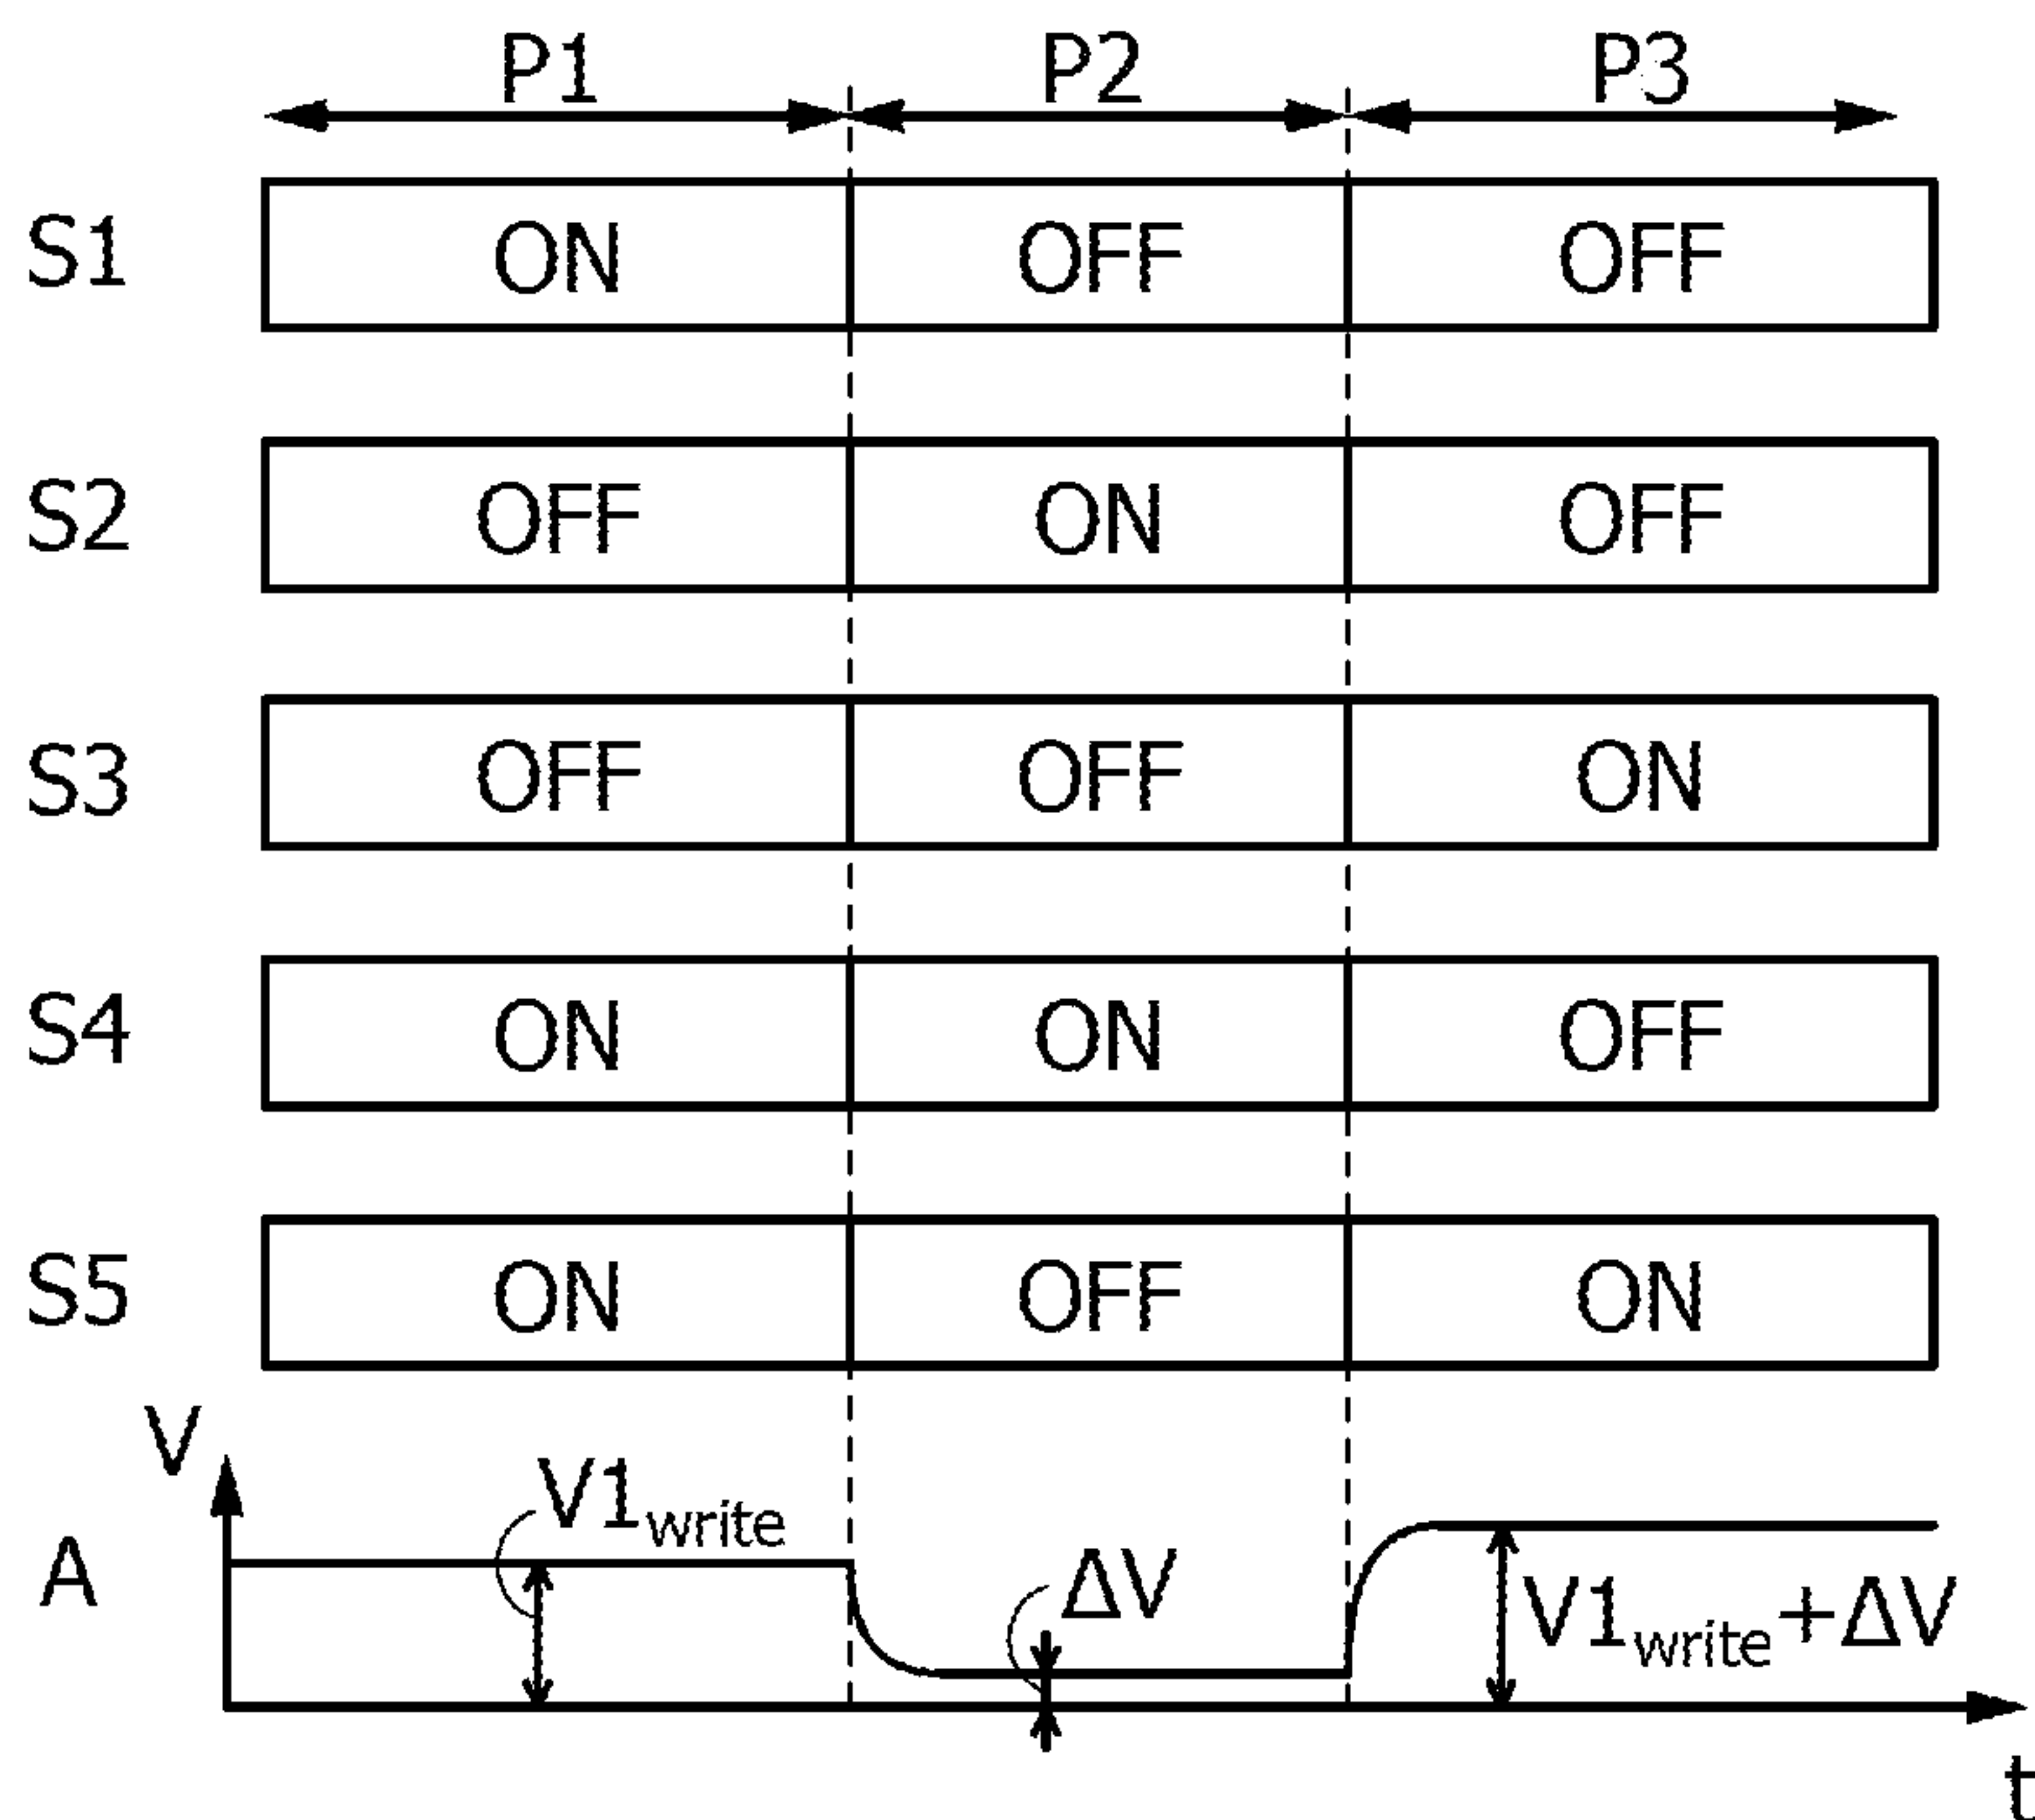 P1 P2 P3
S1 ON OFF OFF
S2 OFF ON OFF
S3 OFF OFF ON
S4 ON ON OFF
S5 ON OFF ON
V
V1write
A ΔV
V1write+ΔV
t